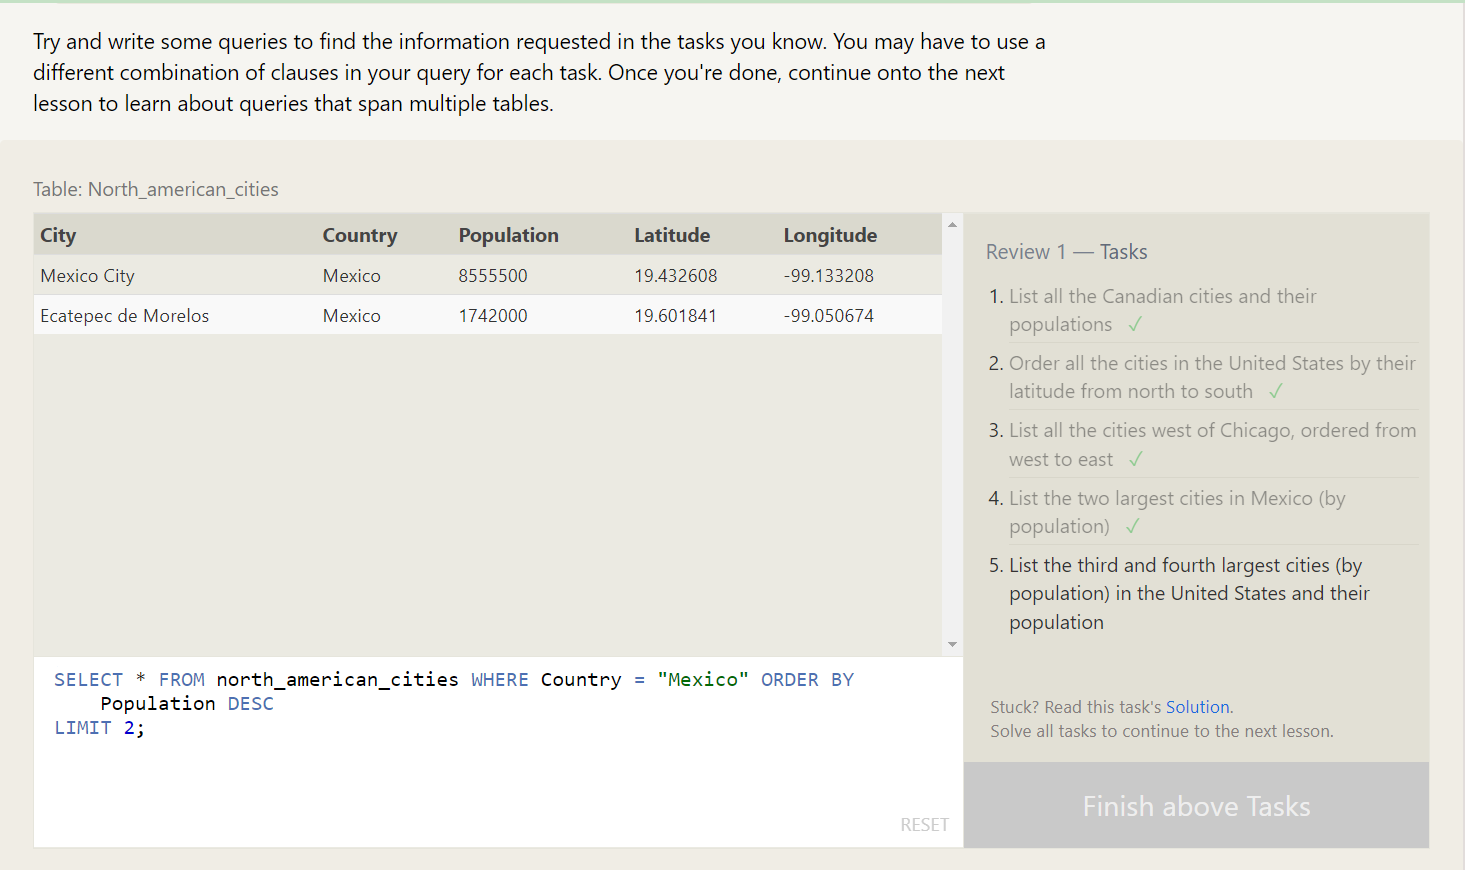 Try and write some queries to find the information requested in the tasks you know. You may have to use a
different combination of clauses in your query for each task. Once you're done, continue onto the next
lesson to learn about queries that span multiple tables.
Table: North_american_cities
City Country Population Latitude Longitude
Mexico City Mexico 8555500 19.432608 -99.133208
Ecatepec de Morelos Mexico 1742000 19.601841 -99.050674
SELECT * FROM north_american_cities WHERE Country = "Mexico" ORDER BY
Population DESC
LIMIT 2;
RESET
Review 1 — Tasks
1. List all the Canadian cities and their
populations ✓
2. Order all the cities in the United States by their
latitude from north to south ✓
3. List all the cities west of Chicago, ordered from
west to east ✓
4. List the two largest cities in Mexico (by
population) ✓
5. List the third and fourth largest cities (by
population) in the United States and their
population
Stuck? Read this task's Solution.
Solve all tasks to continue to the next lesson.
Finish above Tasks